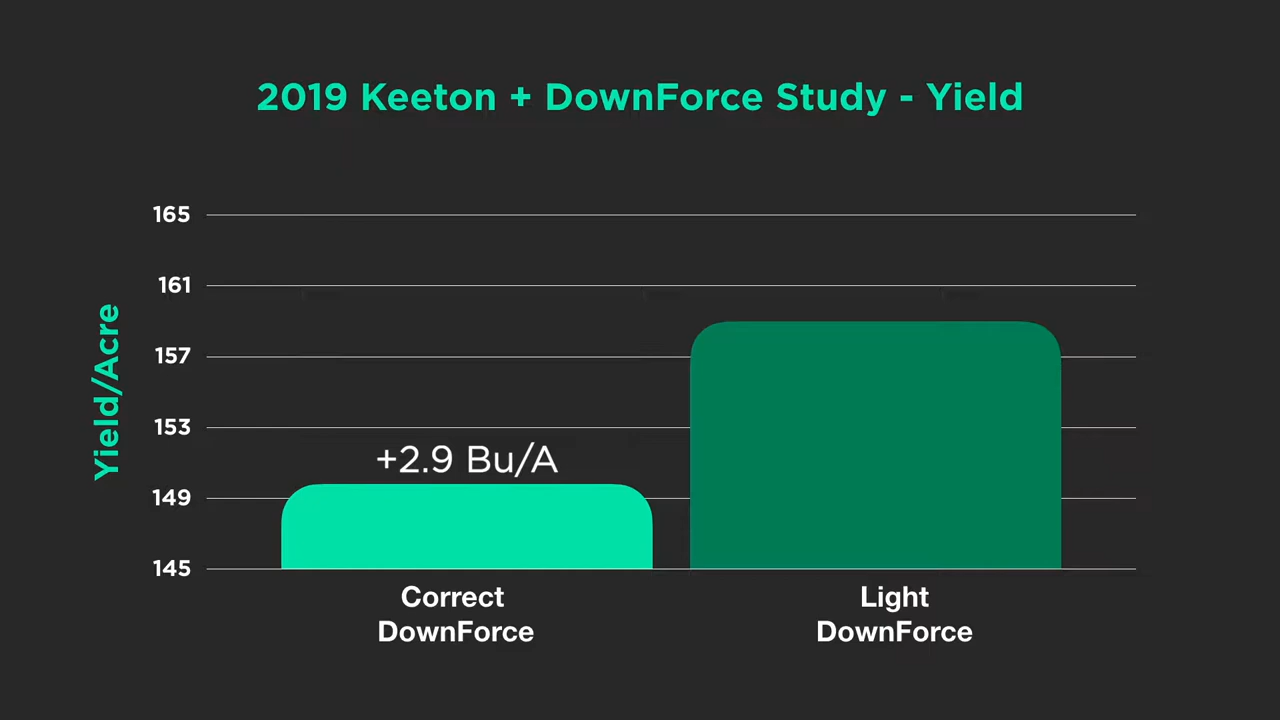 2019 Keeton + DownForce Study - Yield
165
161
157
153
149
145
Yield/Acre
+2.9 Bu/A
Correct
DownForce
Light
DownForce